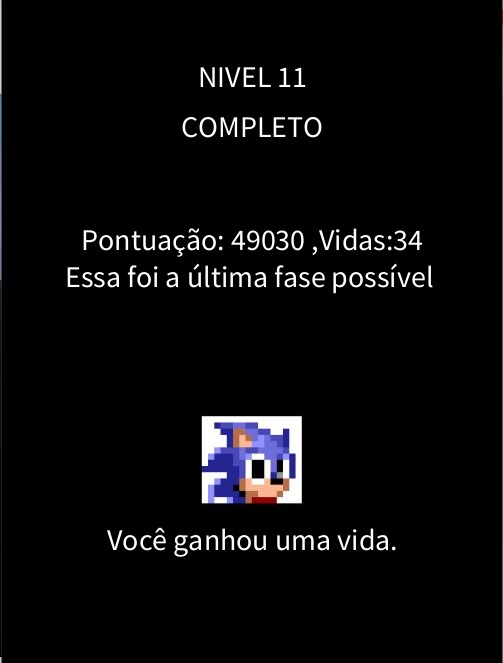 NIVEL 11
COMPLETO
Pontuação: 49030 ,Vidas:34
Essa foi a última fase possível
Você ganhou uma vida.